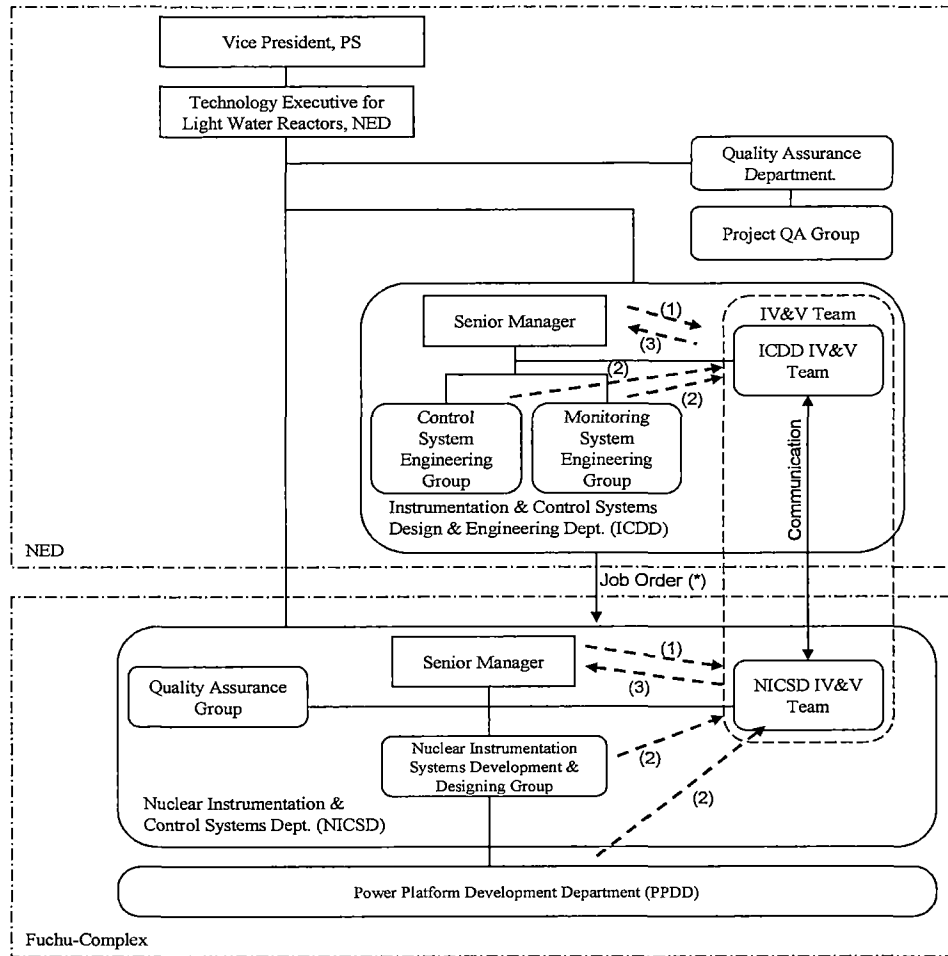 Vice President, PS
Technology Executive for
Light Water Reactors, NED
Quality Assurance
Department.
Project QA Group
Senior Manager
(1)
(3)
IV&V Team
ICDD IV&V
Team
(2)
(2)
Control
System
Engineering
Group
Monitoring
System
Engineering
Group
Instrumentation & Control Systems
Design & Engineering Dept. (ICDD)
Communication
NED
Job Order (*)
Senior Manager
(1)
(3)
Quality Assurance
Group
NICSD IV&V
Team
Nuclear Instrumentation
Systems Development &
Designing Group
(2)
(2)
Nuclear Instrumentation &
Control Systems Dept. (NICSD)
Power Platform Development Department (PPDD)
Fuchu-Complex